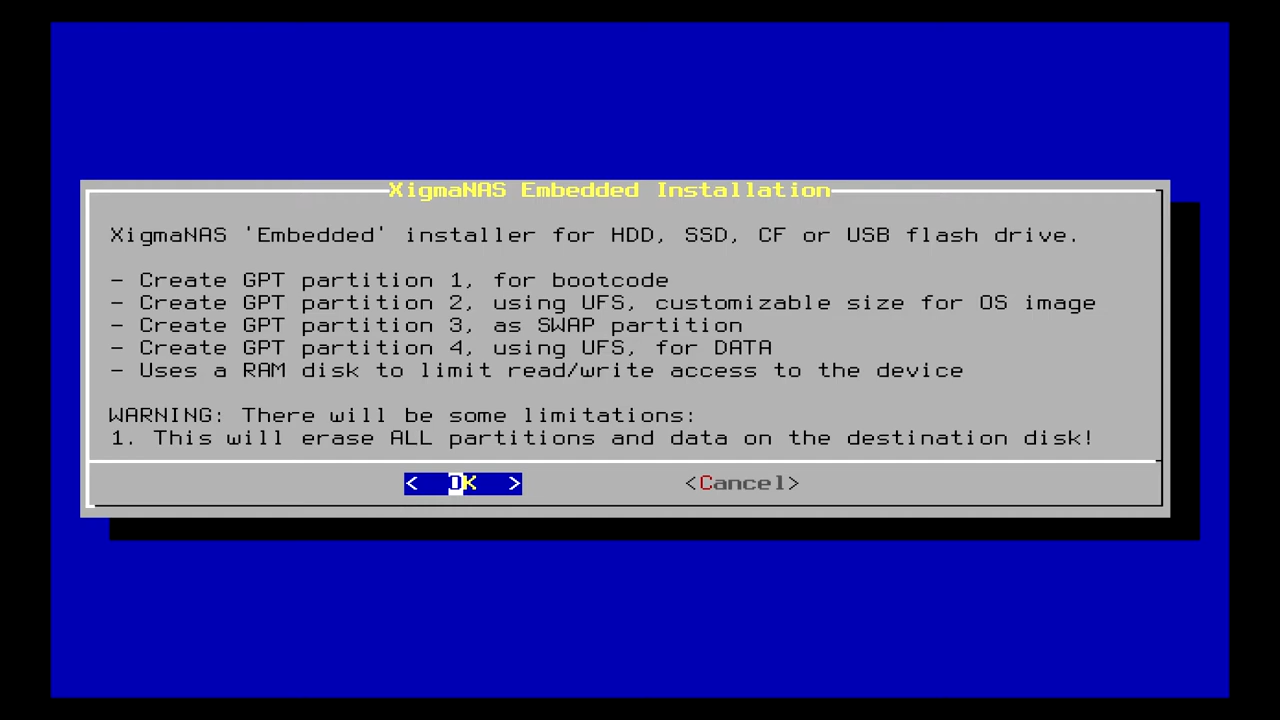 XigmaNAS Embedded Installation
XigmaNAS 'Embedded' installer for HDD, SSD, CF or USB flash drive.
- Create GPT partition 1, for bootcode
- Create GPT partition 2, using UFS, customizable size for OS image
- Create GPT partition 3, as SWAP partition
- Create GPT partition 4, using UFS, for DATA
- Uses a RAM disk to limit read/write access to the device
WARNING: There will be some limitations:
1. This will erase ALL partitions and data on the destination disk!
< OK > <Cancel>